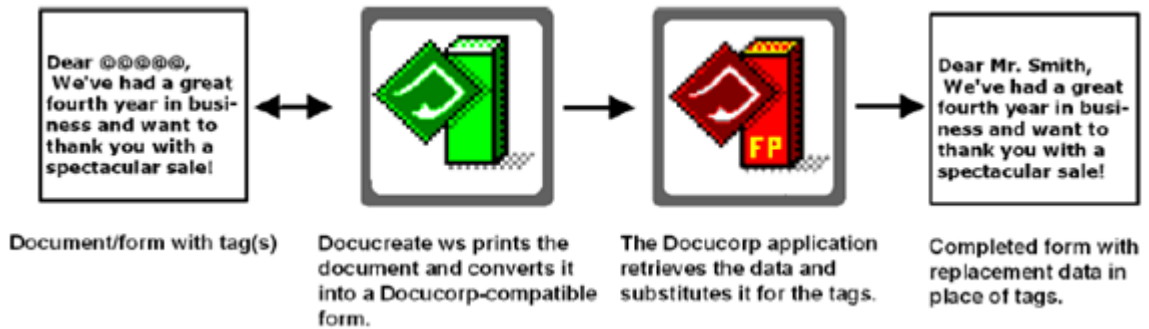 Dear @@@@@,
We've had a great
fourth year in busi-
ness and want to
thank you with a
spectacular sale!
FP
Dear Mr. Smith,
We've had a great
fourth year in busi-
ness and want to
thank you with a
spectacular sale!
Document/form with tag(s)
Docucreate ws prints the
document and converts it
into a Docucorp-compatible
form.
The Docucorp application
retrieves the data and
substitutes it for the tags.
Completed form with
replacement data in
place of tags.